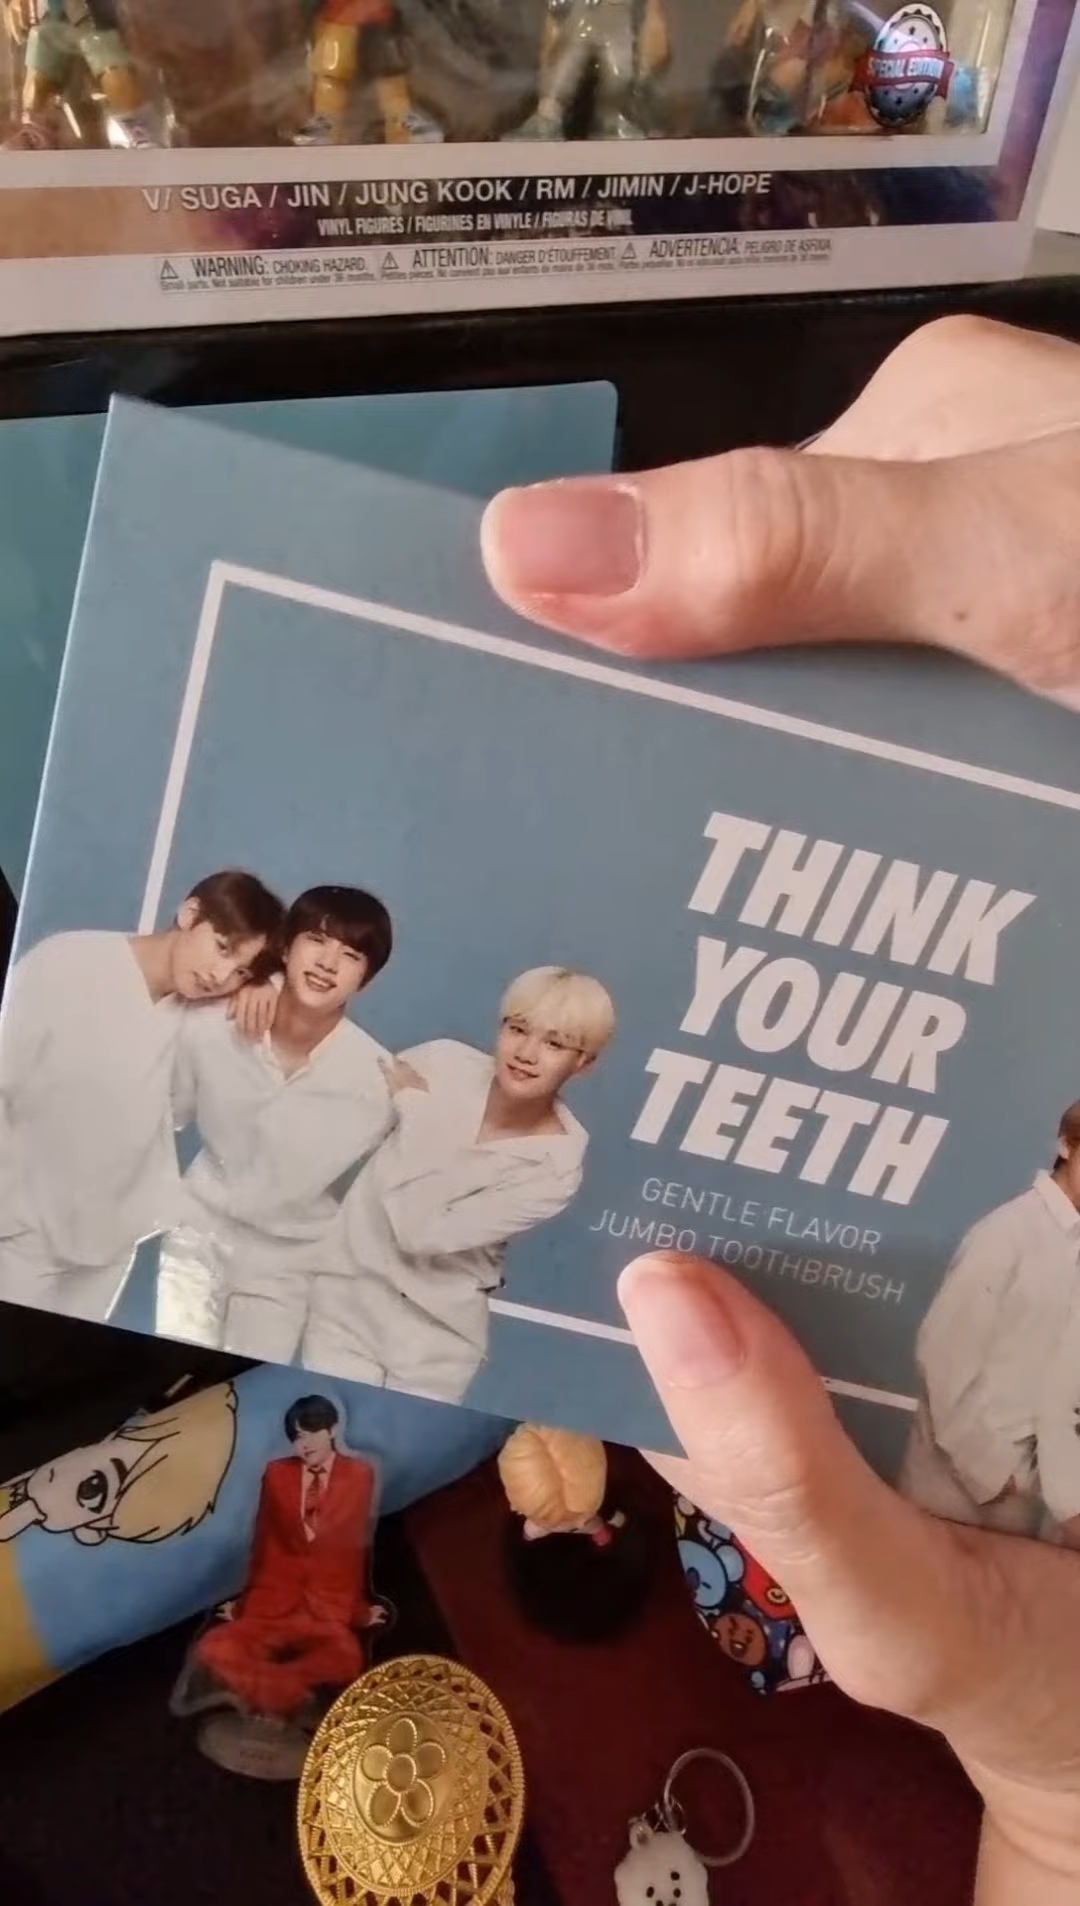 SPECIAL EDITION
V/ SUGA / JIN / JUNG KOOK / RM / JIMIN / J-HOPE
VINYL FIGURES / FIGURINES EN VINYLE / FIGURAS DE VINIL
WARNING: CHOKING HAZARD. ATTENTION: DANGER D'ÉTOUFFEMENT. ADVERTENCIA: PELIGRO DE ASFIXIA
Small parts. Not suitable for children under 36 months.
THINK
YOUR
TEETH
GENTLE FLAVOR
JUMBO TOOTHBRUSH